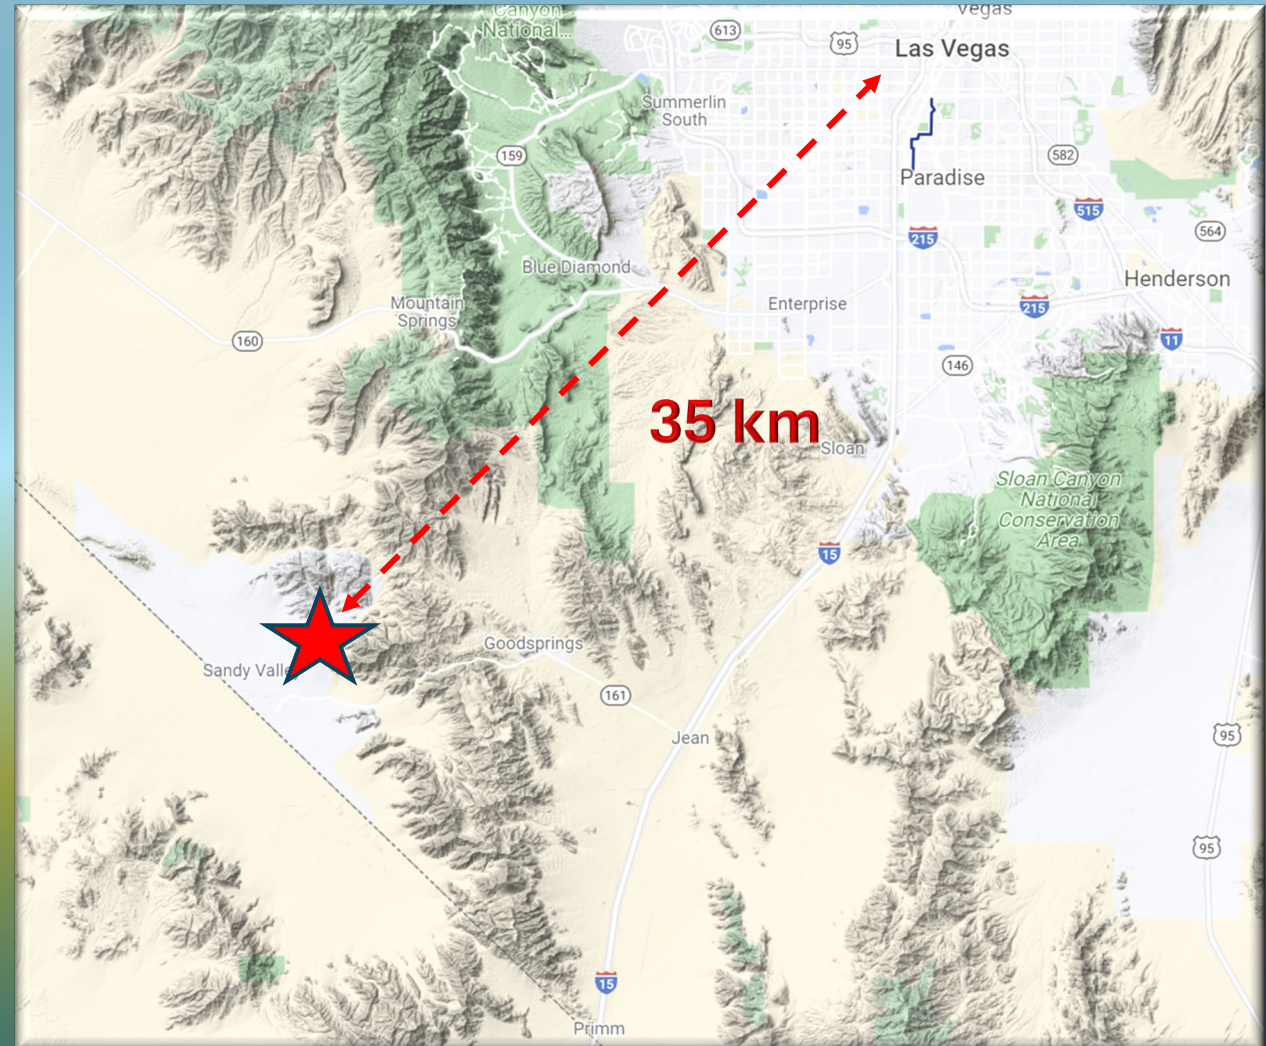 Canyon
National...
Vegas
613
95
Las Vegas
Summerlin
South
159
582
Paradise
515
215
564
Blue Diamond
Henderson
Mountain
Springs
Enterprise
215
160
11
146
35 km
Sloan
Sloan Canyon
National
Conservation
Area
15
Goodsprings
Sandy Valle
161
Jean
95
95
15
Primm